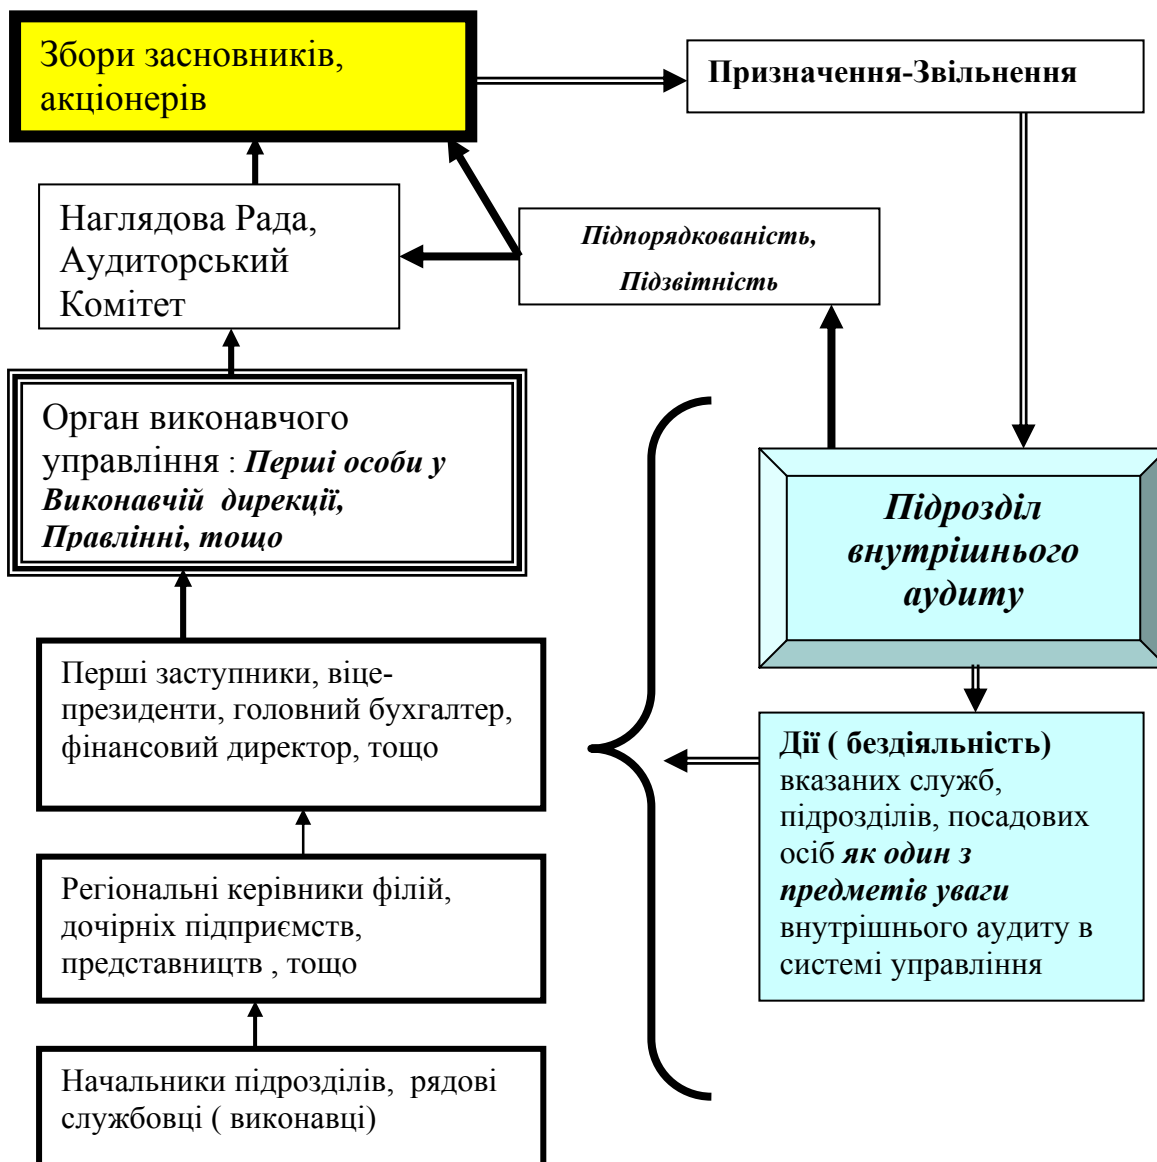 Збори засновників,
акціонерів
Призначення-Звільнення
Наглядова Рада,
Аудиторський
Комітет
Підпорядкованість,
Підзвітність
Орган виконавчого
управління : Перші особи у
Виконавчій дирекції,
Правлінні, тощо
Підрозділ
внутрішнього
аудиту
Перші заступники, віце-
президенти, головний бухгалтер,
фінансовий директор, тощо
Дії ( бездіяльність)
вказаних служб,
підрозділів, посадових
осіб як один з
предметів уваги
внутрішнього аудиту в
системі управління
Регіональні керівники філій,
дочірніх підприємств,
представництв , тощо
Начальники підрозділів, рядові
службовці ( виконавці)